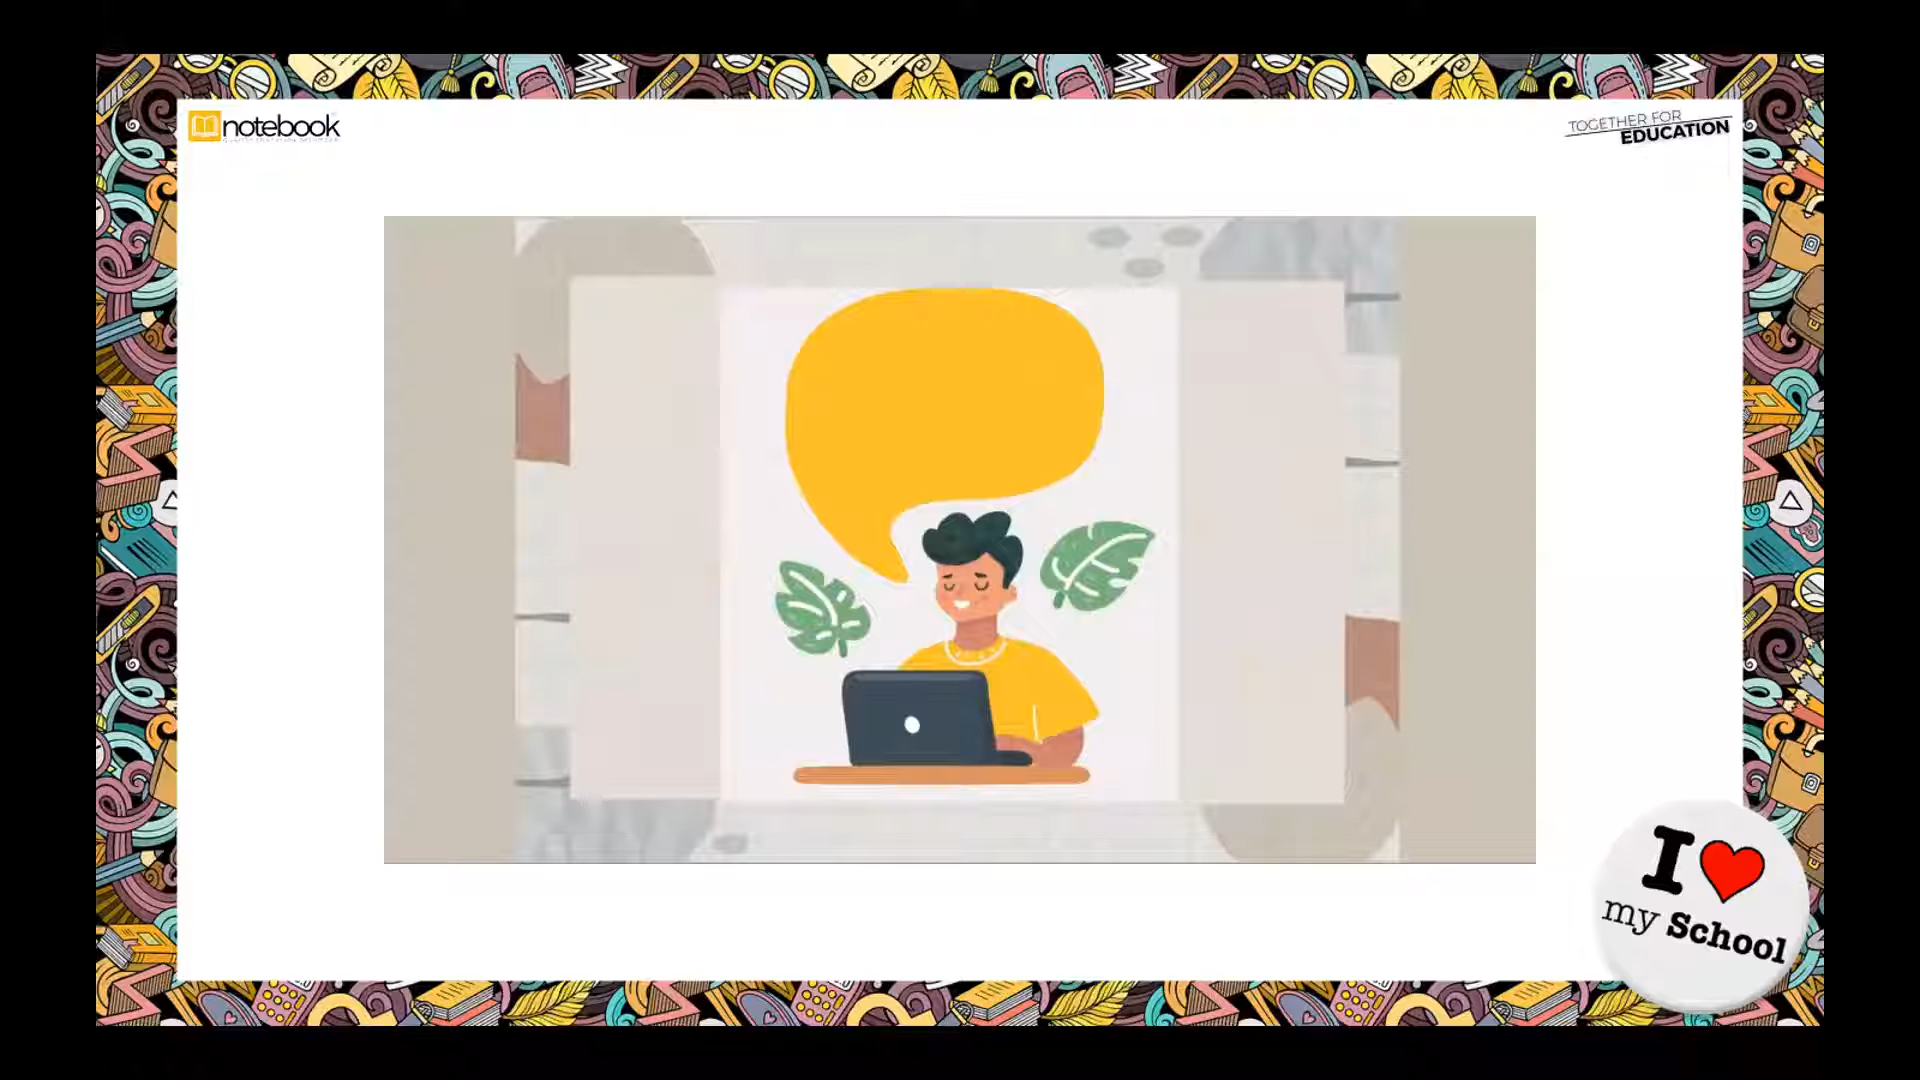 notebook
TOGETHER FOR
EDUCATION
I
my School